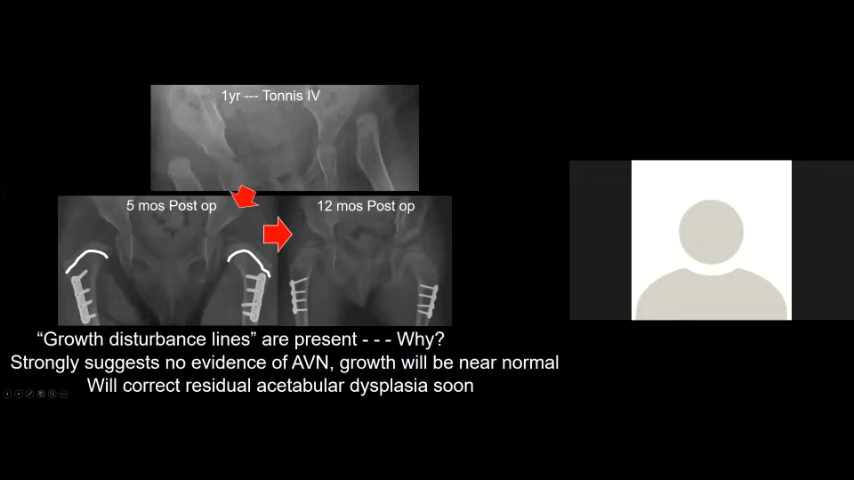 1yr --- Tonnis IV
5 mos Post op
12 mos Post op
“Growth disturbance lines” are present - - - Why?
Strongly suggests no evidence of AVN, growth will be near normal
Will correct residual acetabular dysplasia soon